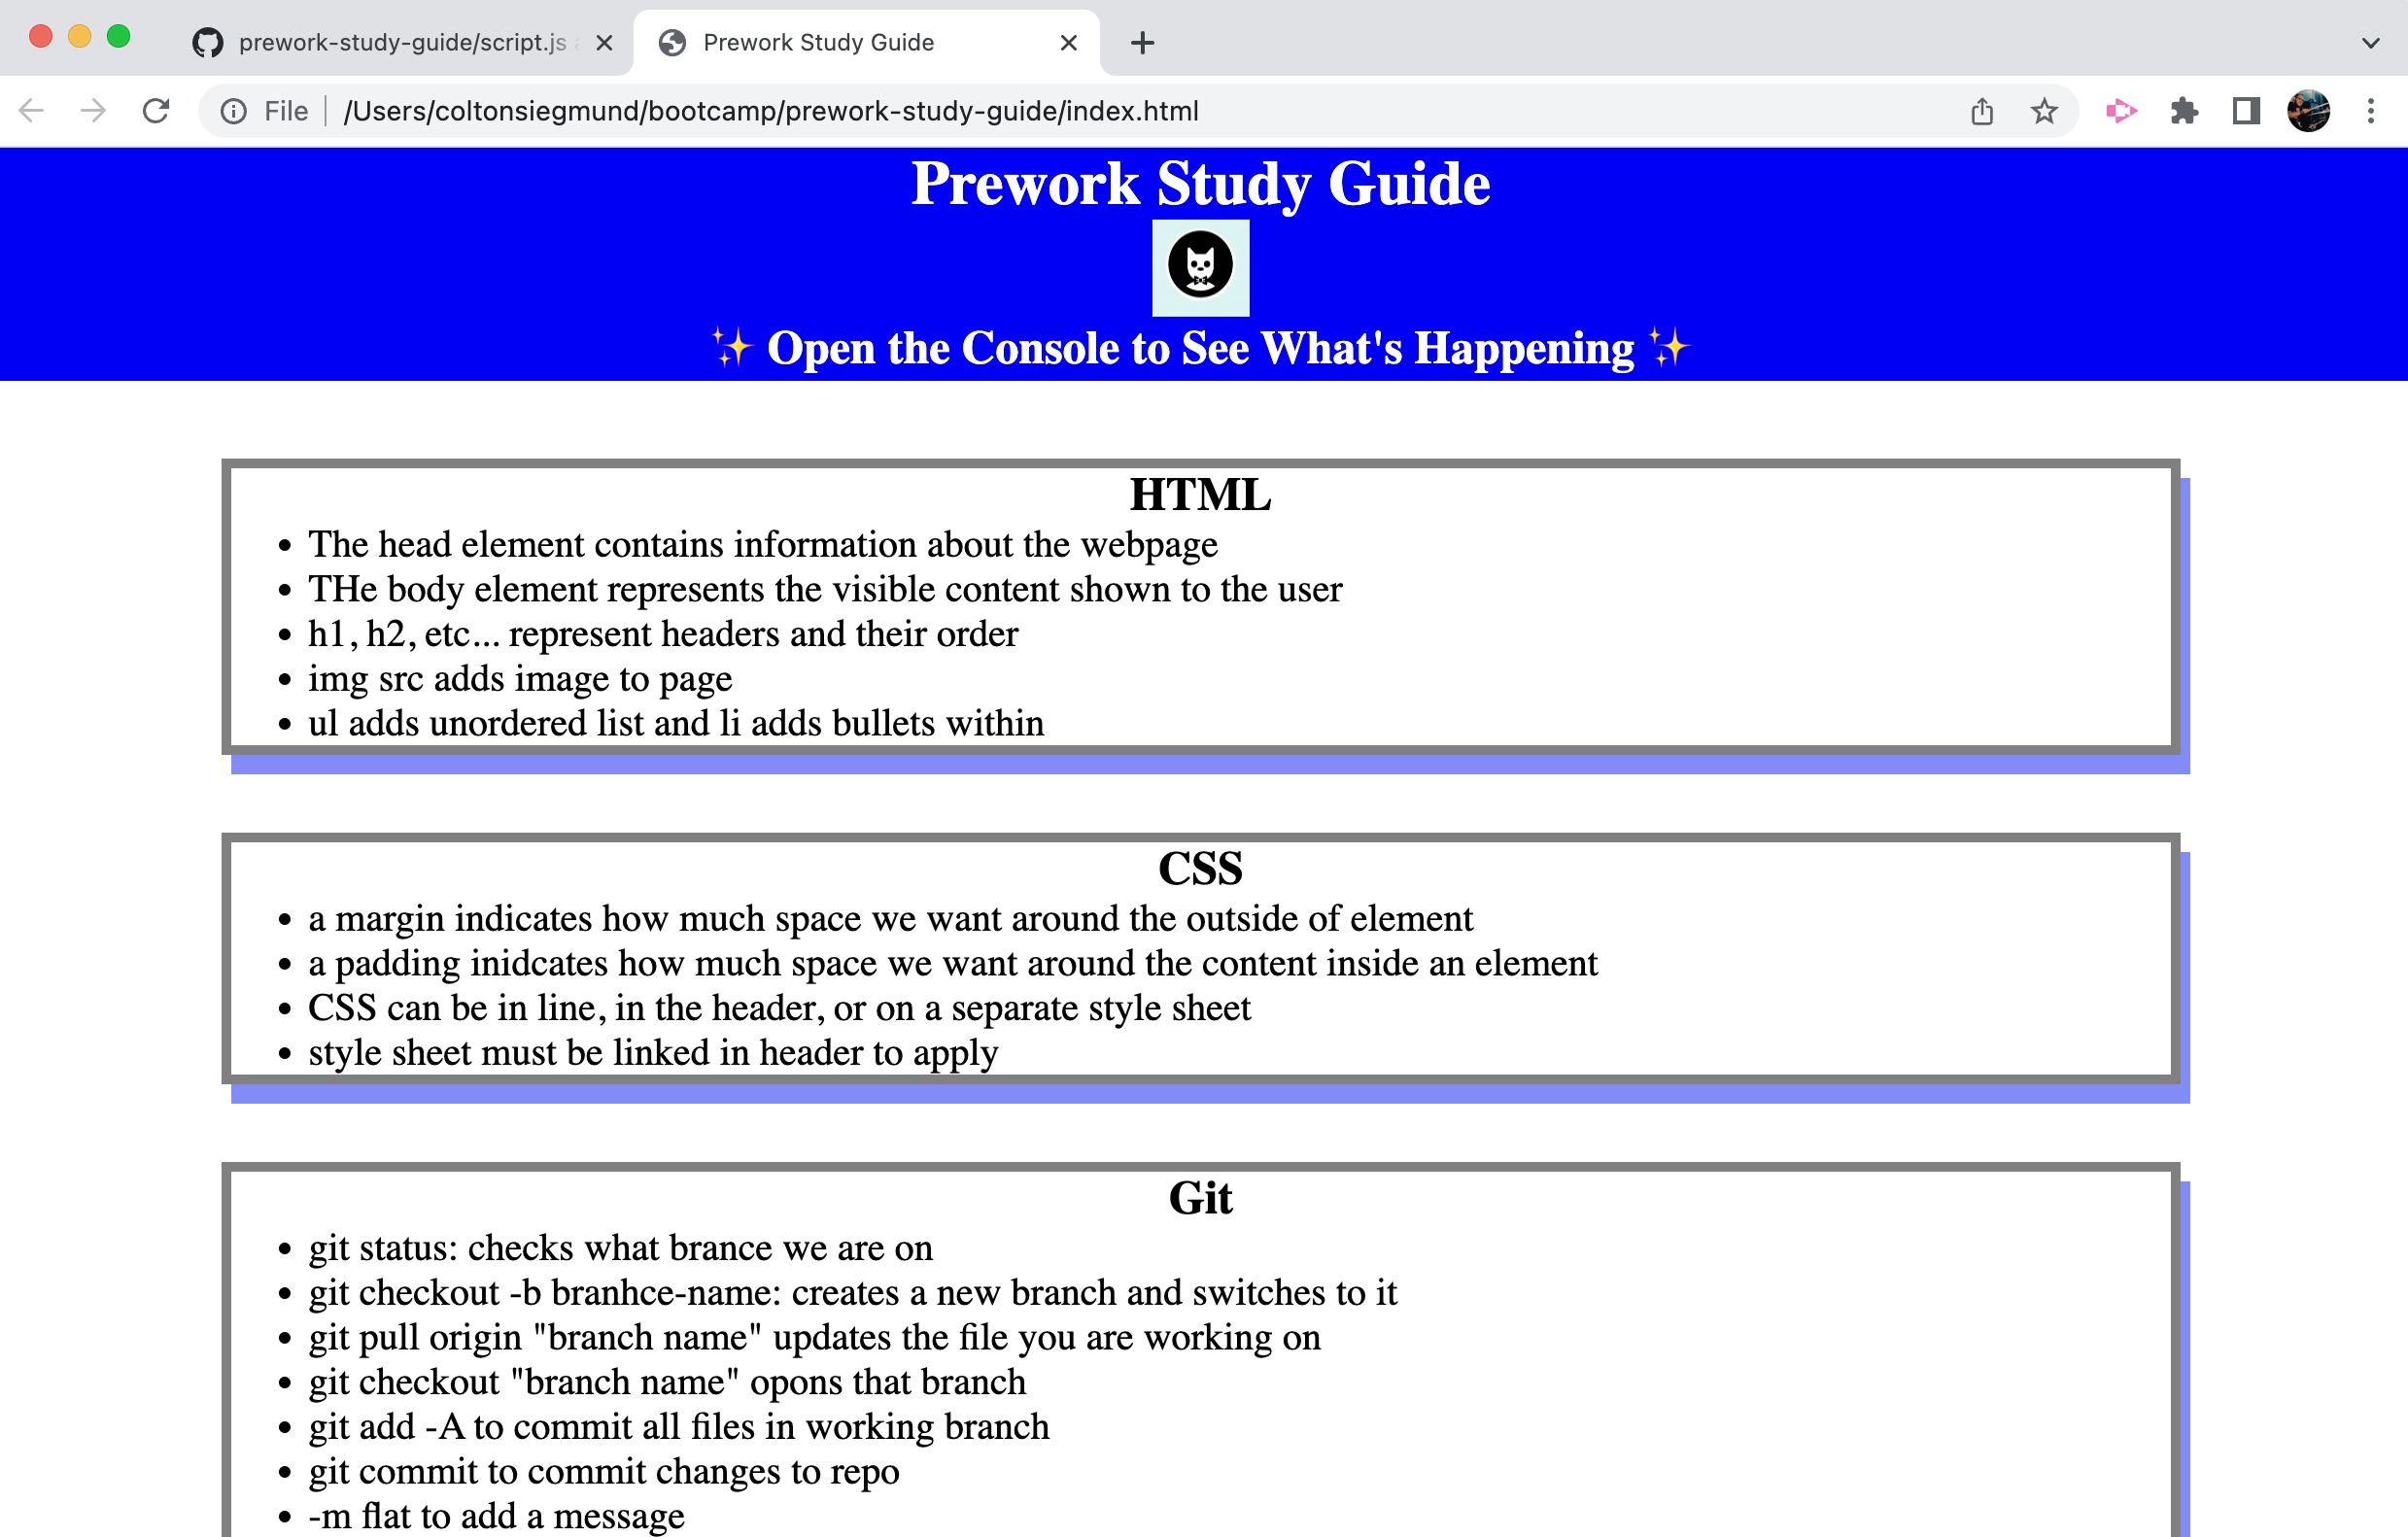 prework-study-guide/script.js
Prework Study Guide
File /Users/coltonsiegmund/bootcamp/prework-study-guide/index.html
Prework Study Guide
✨ Open the Console to See What's Happening ✨
HTML
• The head element contains information about the webpage
• THe body element represents the visible content shown to the user
• h1, h2, etc... represent headers and their order
• img src adds image to page
• ul adds unordered list and li adds bullets within
CSS
• a margin indicates how much space we want around the outside of element
• a padding inidcates how much space we want around the content inside an element
• CSS can be in line, in the header, or on a separate style sheet
• style sheet must be linked in header to apply
Git
• git status: checks what brance we are on
• git checkout -b branhce-name: creates a new branch and switches to it
• git pull origin "branch name" updates the file you are working on
• git checkout "branch name" opons that branch
• git add -A to commit all files in working branch
• git commit to commit changes to repo
• -m flat to add a message